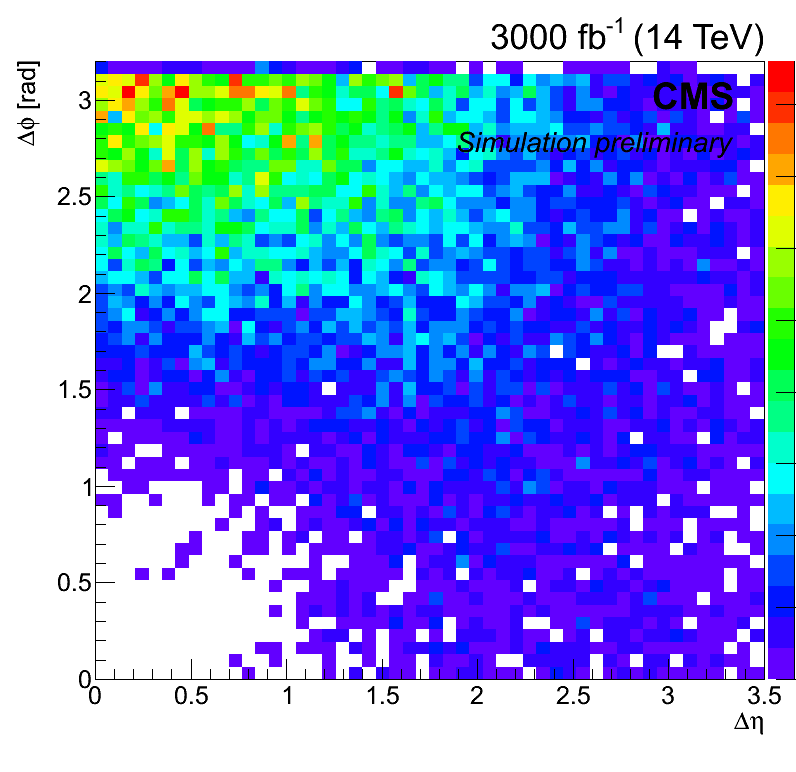 3000 fb⁻¹ (14 TeV)
Δϕ [rad]
CMS
Simulation preliminary
3
2.5
2
1.5
1
0.5
0
0 0.5 1 1.5 2 2.5 3 3.5
Δη